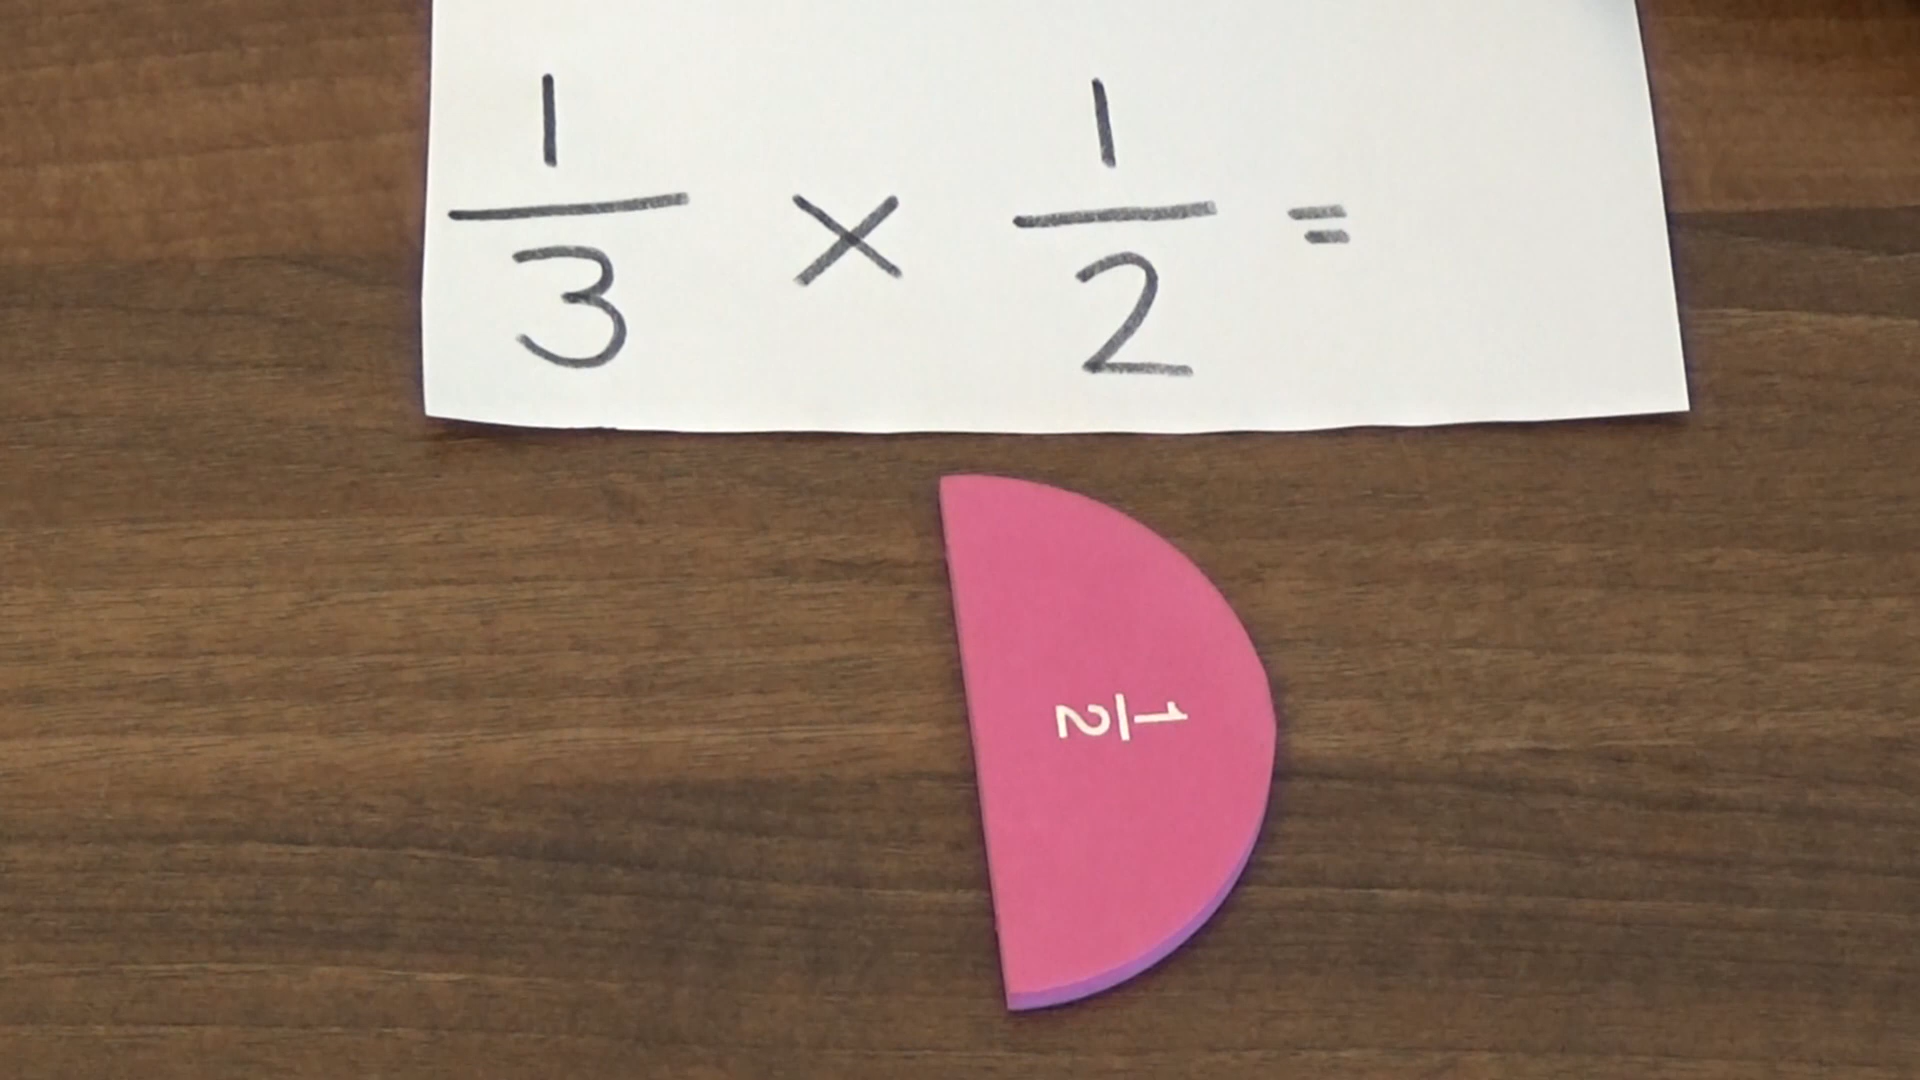 1/3 × 1/2 =
1/2